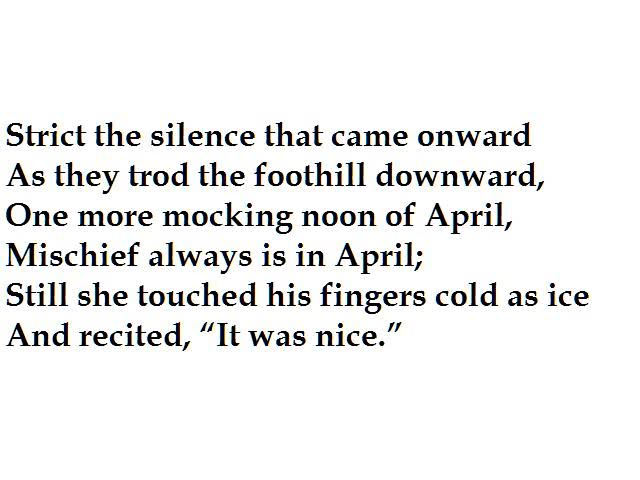 Strict the silence that came onward
As they trod the foothill downward,
One more mocking noon of April,
Mischief always is in April;
Still she touched his fingers cold as ice
And recited, “It was nice.”